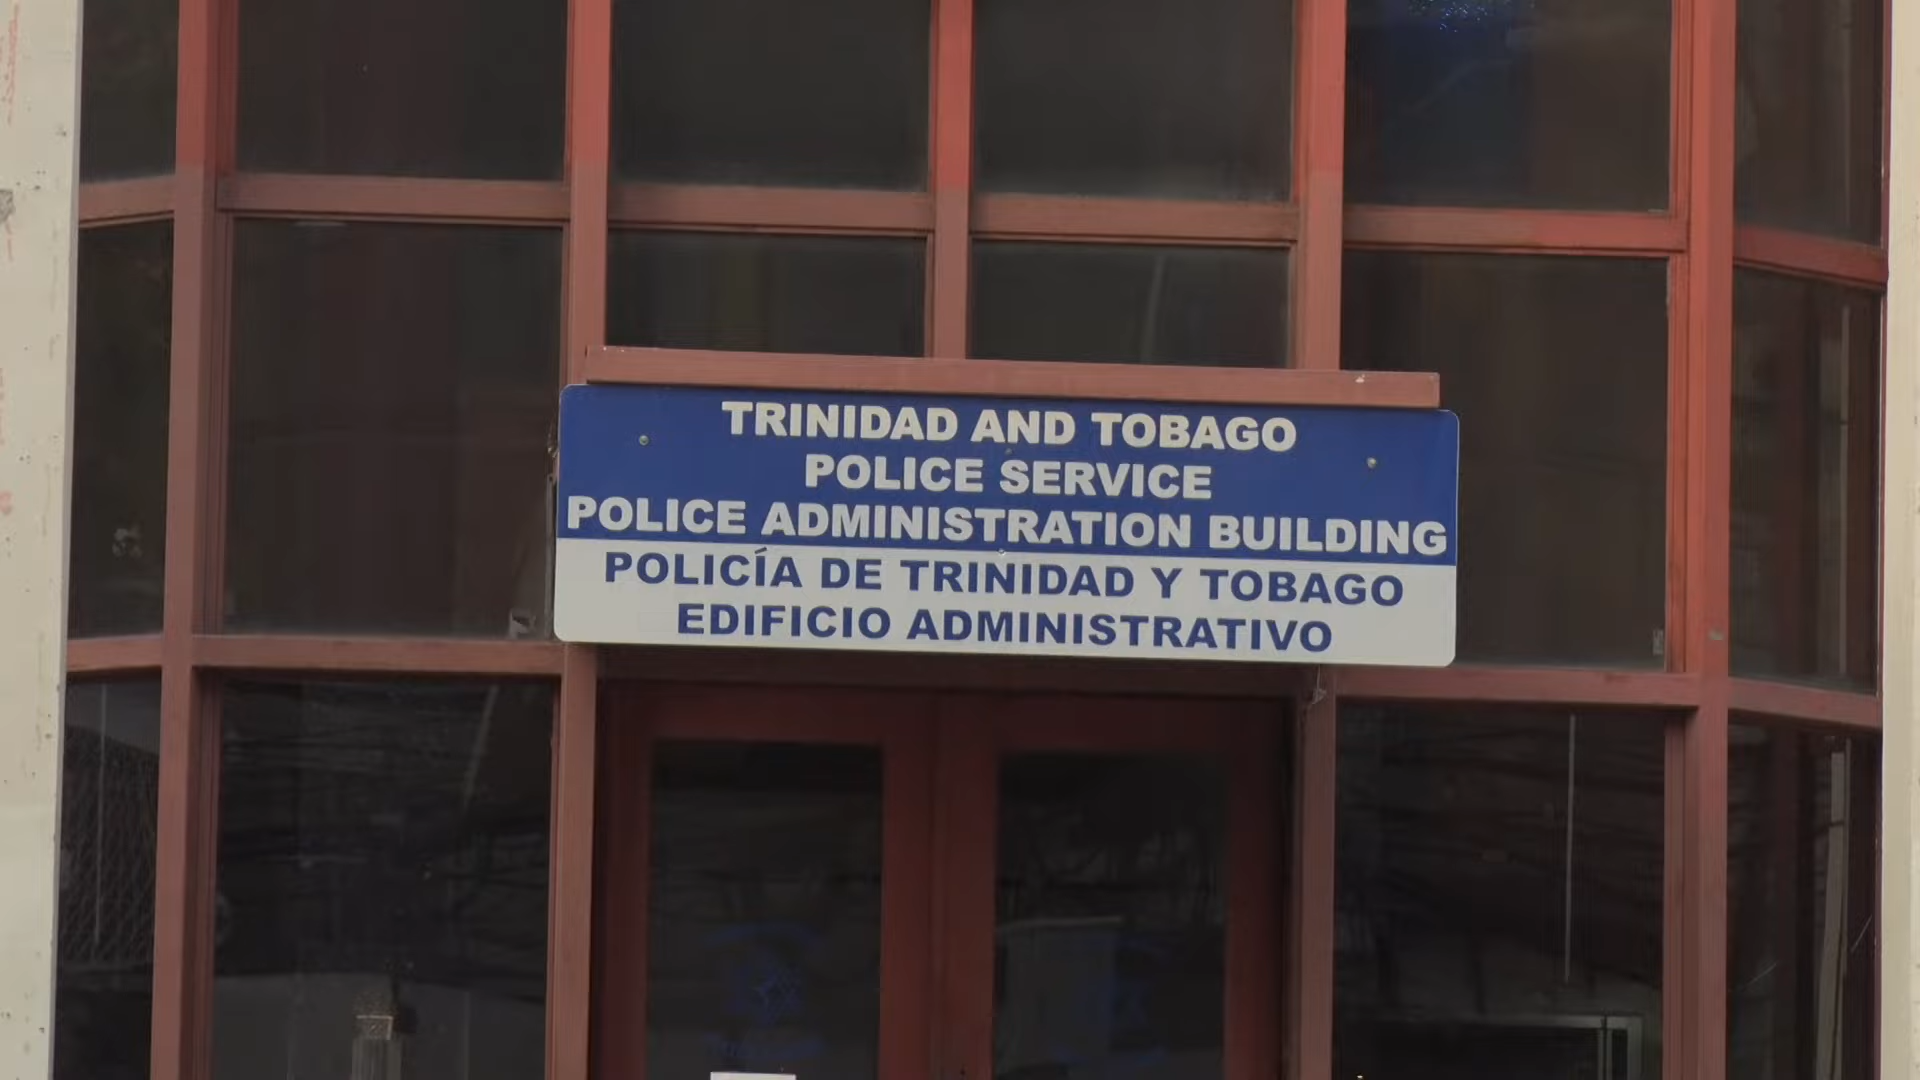 TRINIDAD AND TOBAGO
POLICE SERVICE
POLICE ADMINISTRATION BUILDING
POLICÍA DE TRINIDAD Y TOBAGO
EDIFICIO ADMINISTRATIVO